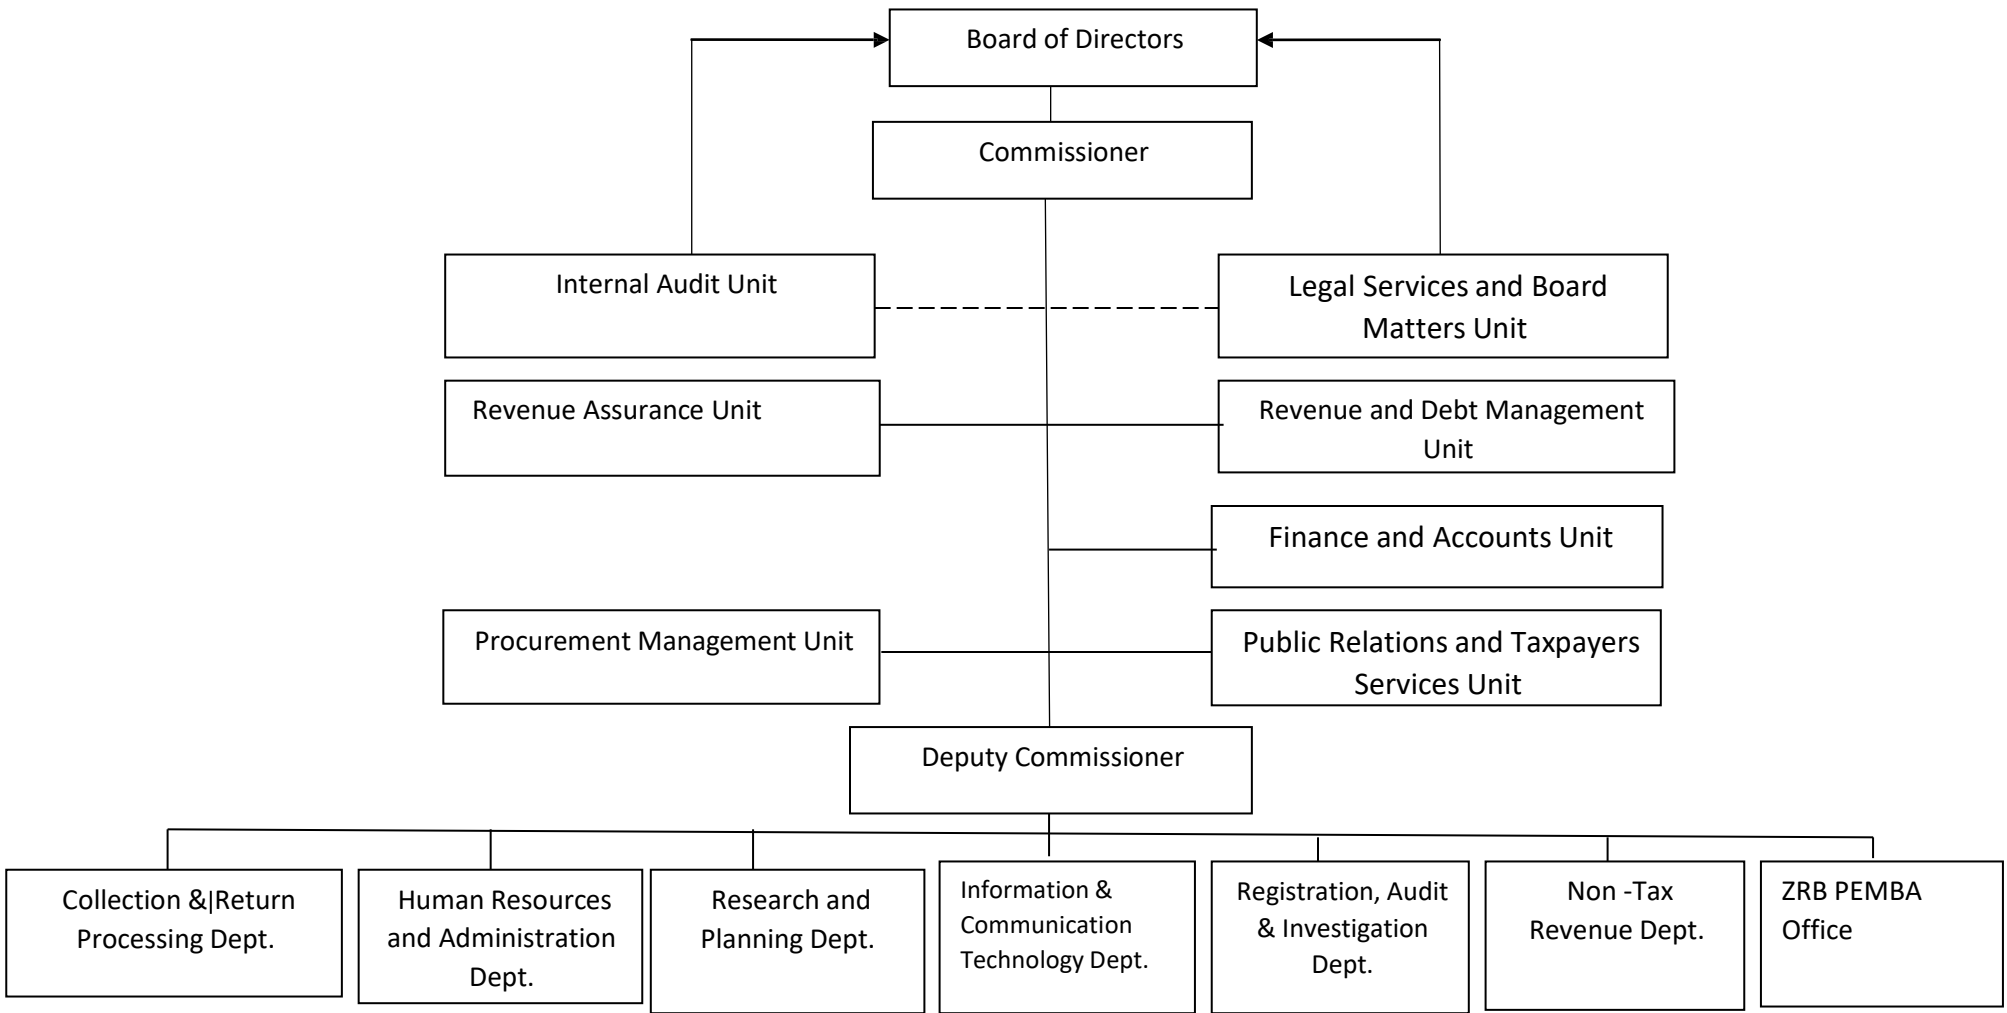 Board of Directors
Commissioner
Internal Audit Unit
Legal Services and Board
Matters Unit
Revenue Assurance Unit
Revenue and Debt Management
Unit
Finance and Accounts Unit
Procurement Management Unit
Public Relations and Taxpayers
Services Unit
Deputy Commissioner
Collection &|Return
Processing Dept.
Human Resources
and Administration
Dept.
Research and
Planning Dept.
Information &
Communication
Technology Dept.
Registration, Audit
& Investigation
Dept.
Non -Tax
Revenue Dept.
ZRB PEMBA
Office